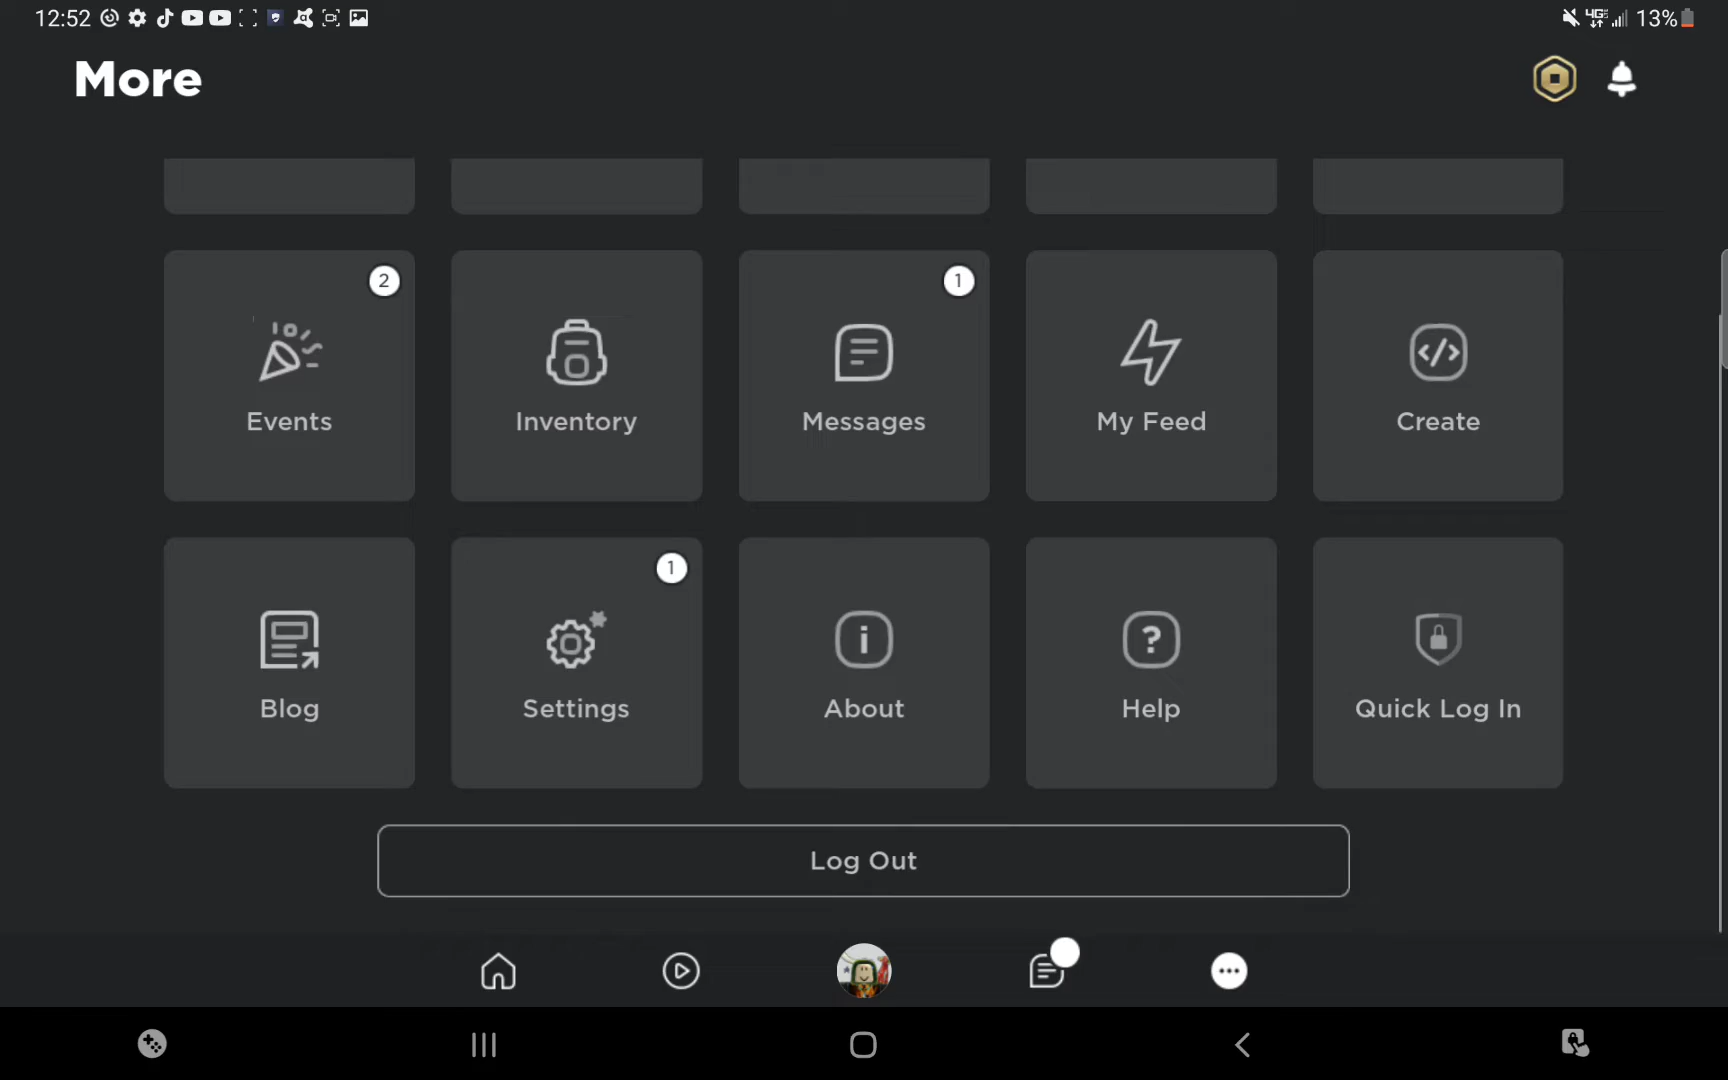 12:52
4G
13%
More
2
1
Events
Inventory
Messages
My Feed
Create
1
Blog
Settings
About
Help
Quick Log In
Log Out